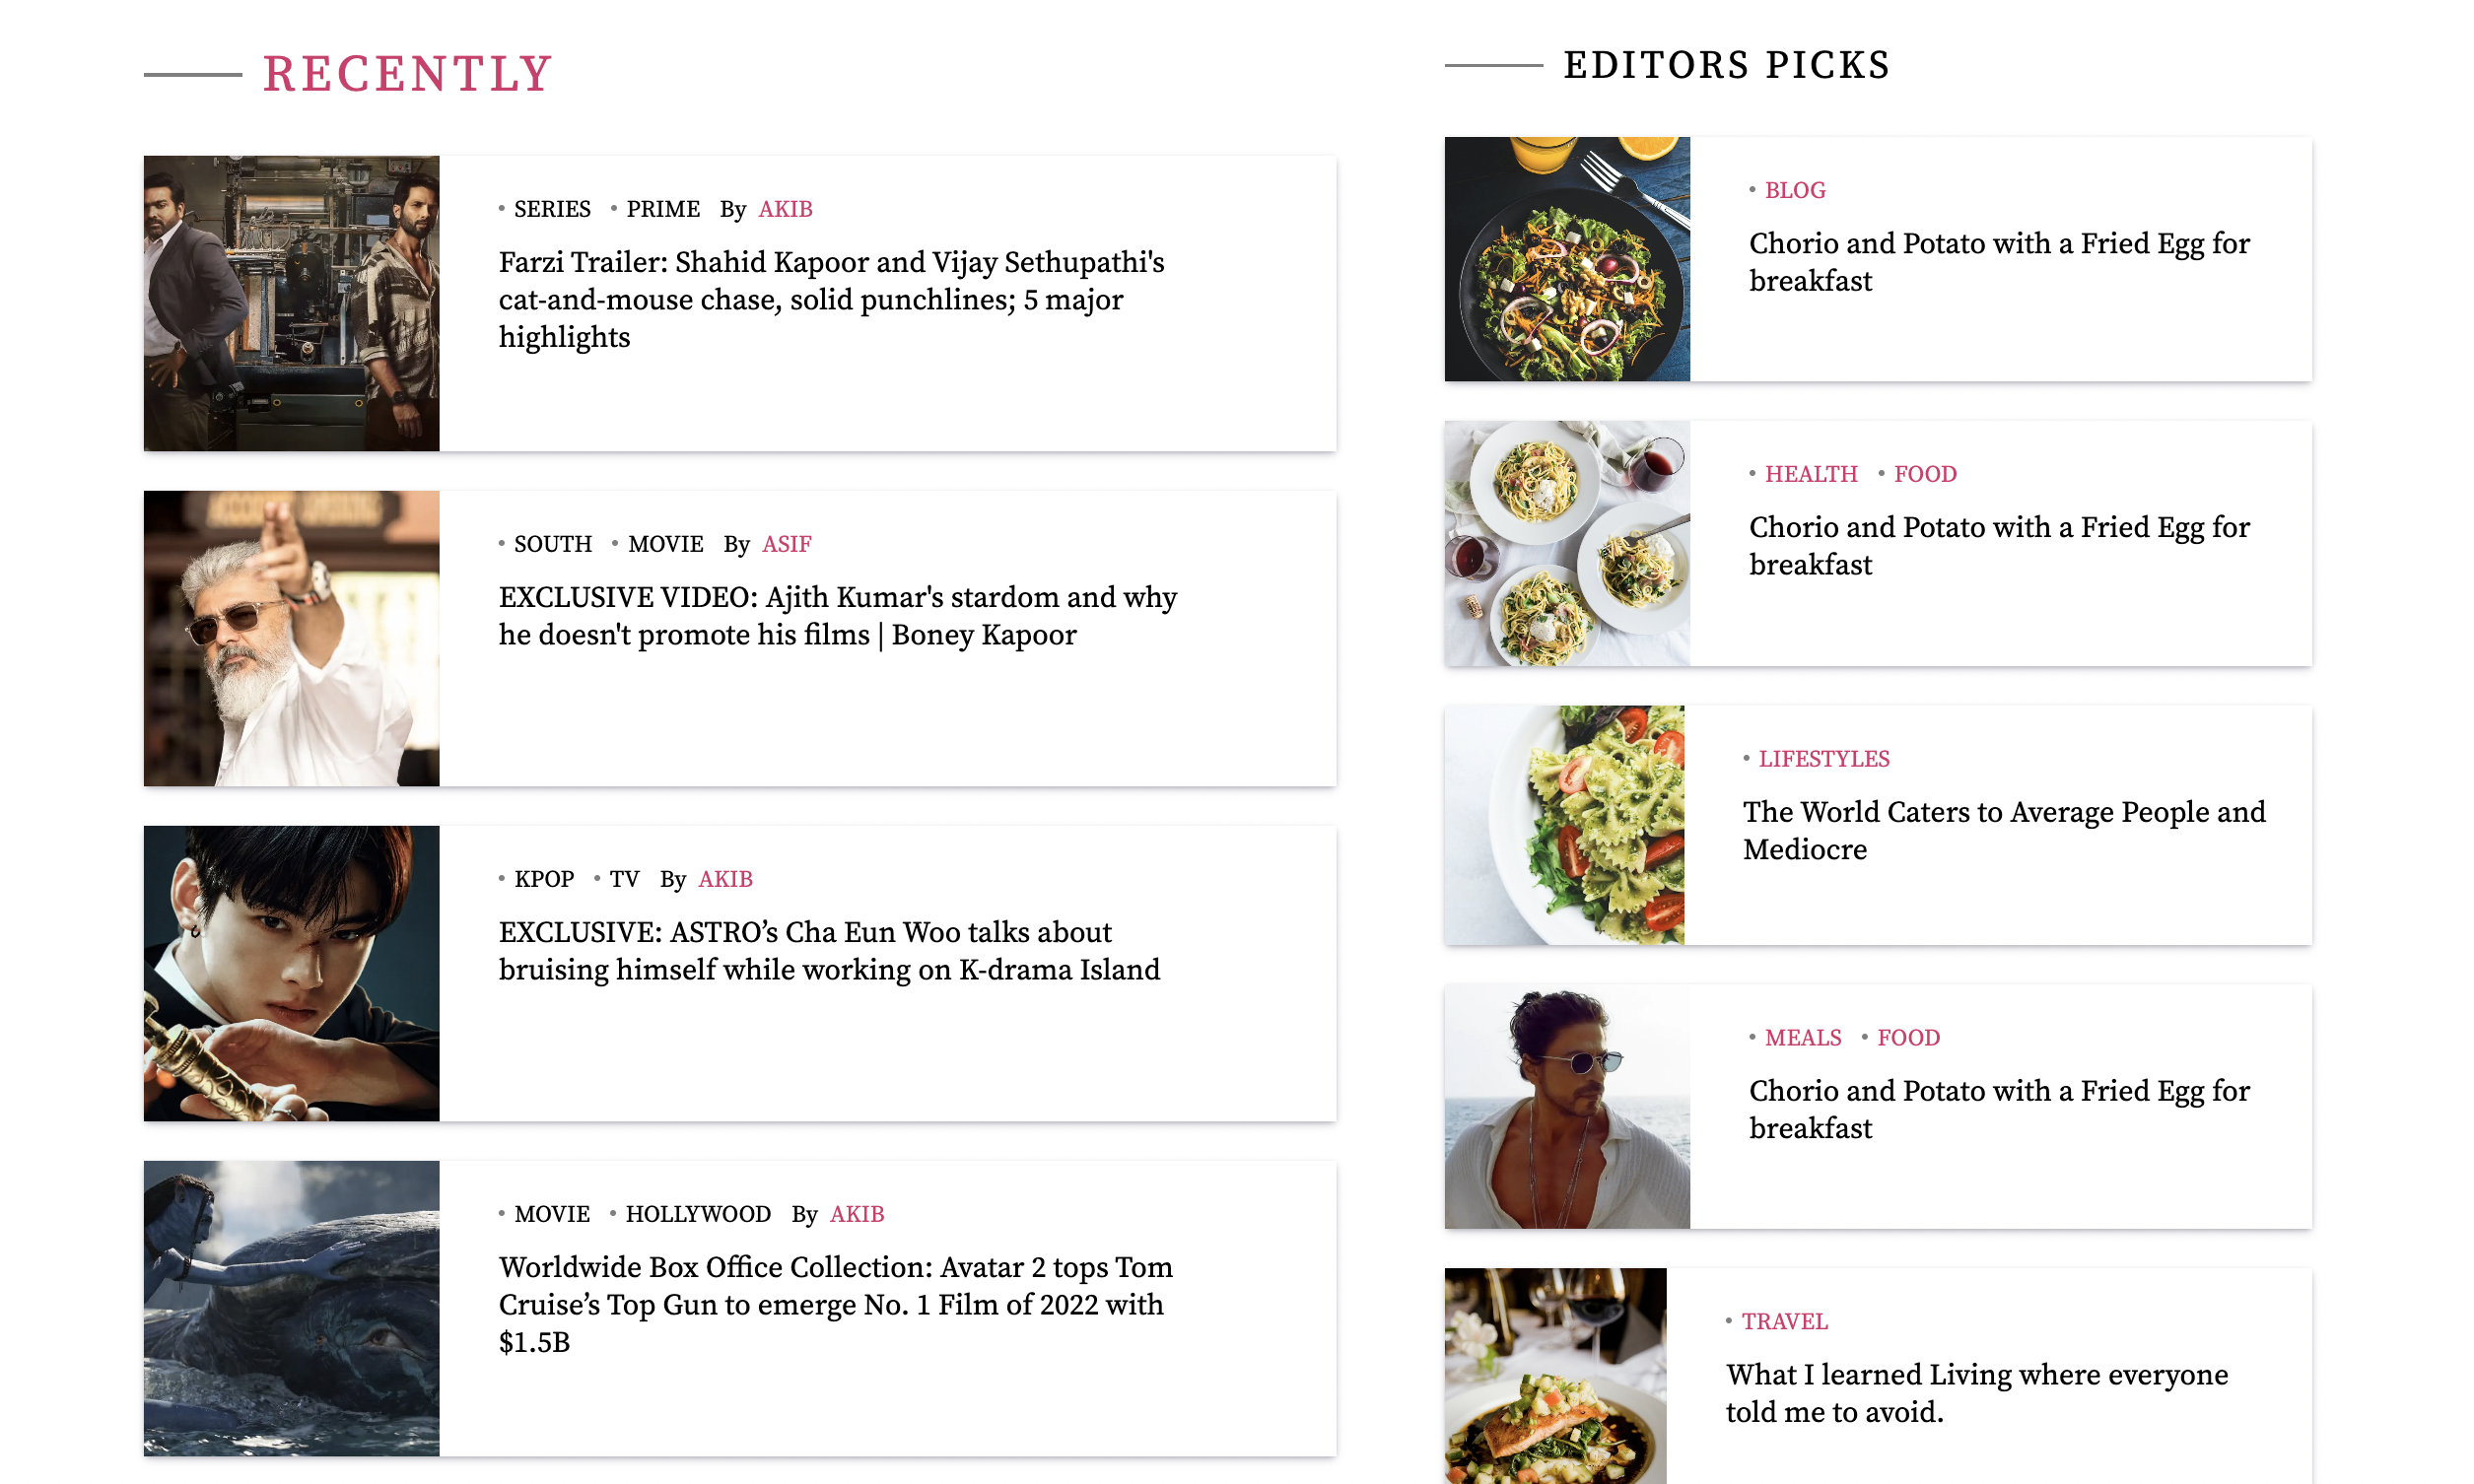 RECENTLY
• SERIES • PRIME By AKIB
Farzi Trailer: Shahid Kapoor and Vijay Sethupathi's
cat-and-mouse chase, solid punchlines; 5 major
highlights
• SOUTH • MOVIE By ASIF
EXCLUSIVE VIDEO: Ajith Kumar's stardom and why
he doesn't promote his films | Boney Kapoor
• KPOP • TV By AKIB
EXCLUSIVE: ASTRO’s Cha Eun Woo talks about
bruising himself while working on K-drama Island
• MOVIE • HOLLYWOOD By AKIB
Worldwide Box Office Collection: Avatar 2 tops Tom
Cruise’s Top Gun to emerge No. 1 Film of 2022 with
$1.5B
EDITORS PICKS
• BLOG
Chorio and Potato with a Fried Egg for
breakfast
• HEALTH • FOOD
Chorio and Potato with a Fried Egg for
breakfast
• LIFESTYLES
The World Caters to Average People and
Mediocre
• MEALS • FOOD
Chorio and Potato with a Fried Egg for
breakfast
• TRAVEL
What I learned Living where everyone
told me to avoid.